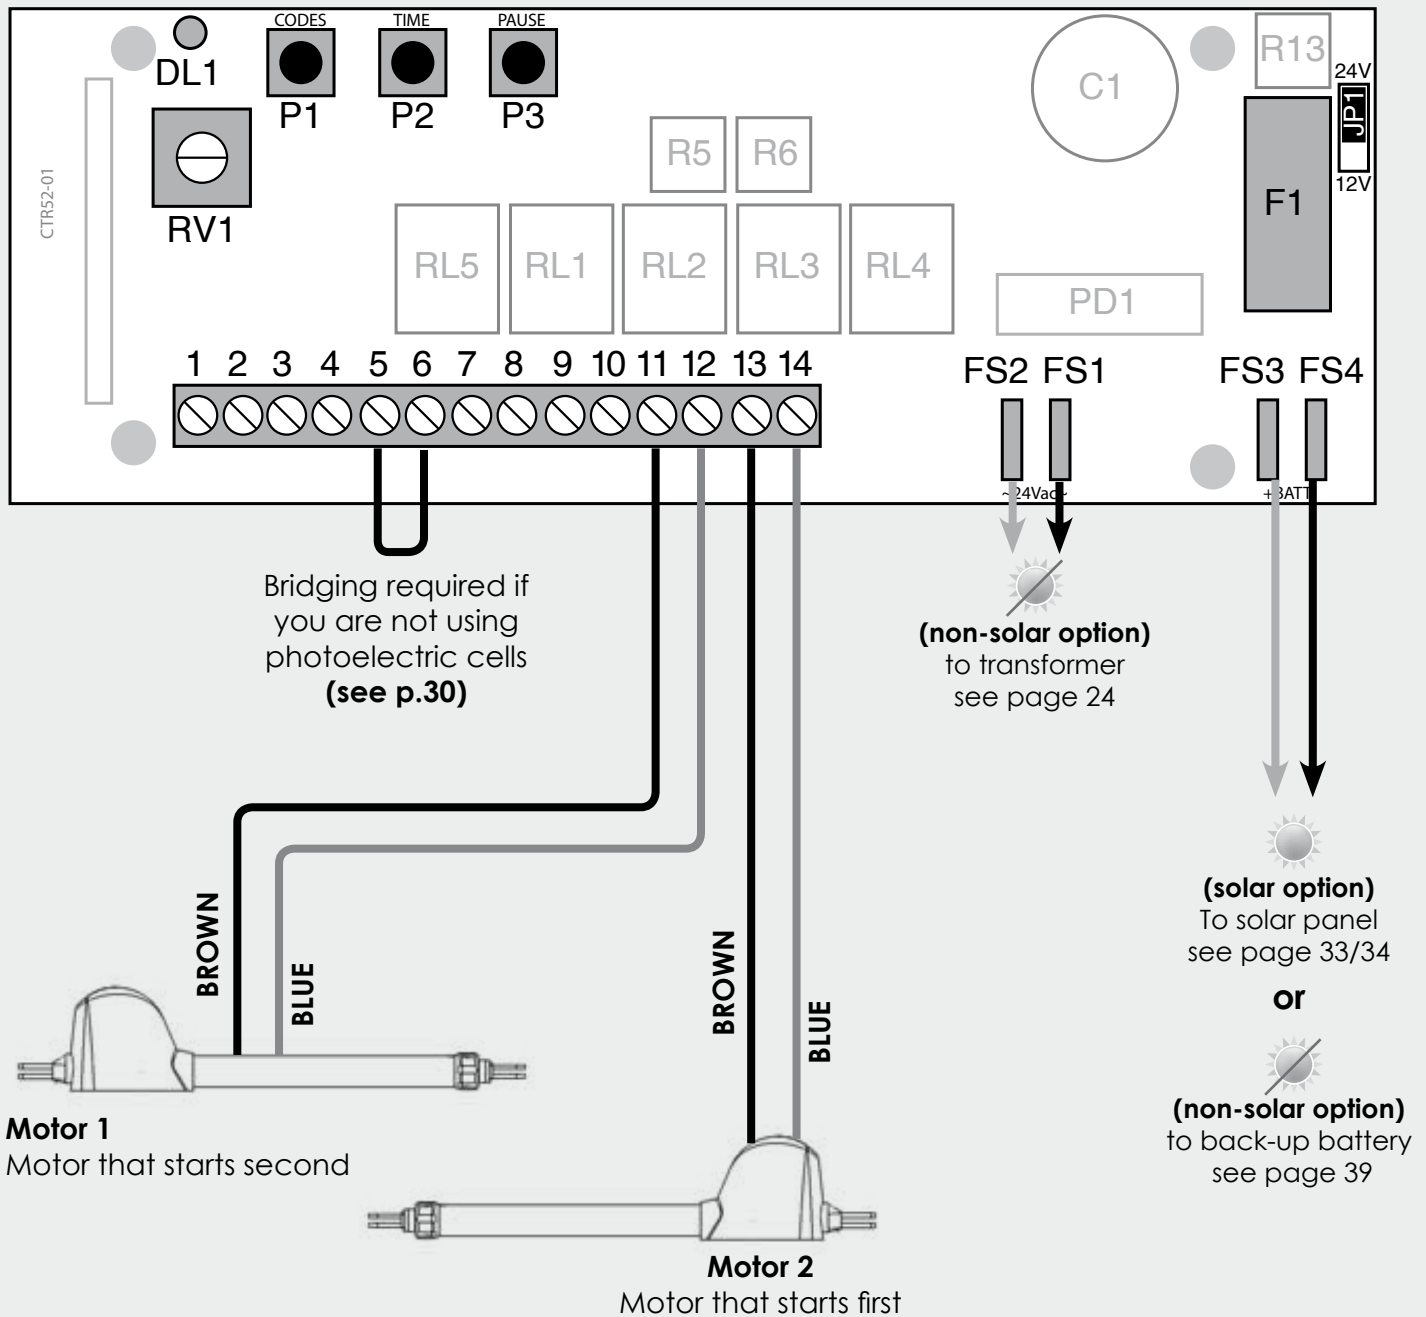 CODES TIME PAUSE
DL1
P1 P2 P3
RV1
CTR52-01
C1
R13
24V
JP1
12V
F1
R5 R6
RL5 RL1 RL2 RL3 RL4
PD1
1 2 3 4 5 6 7 8 9 10 11 12 13 14
FS2 FS1 FS3 FS4
~24Vac~
+BATT
Bridging required if
you are not using
photoelectric cells
(see p.30)
(non-solar option)
to transformer
see page 24
(solar option)
To solar panel
see page 33/34
or
(non-solar option)
to back-up battery
see page 39
BROWN
BLUE
BROWN
BLUE
Motor 1
Motor that starts second
Motor 2
Motor that starts first